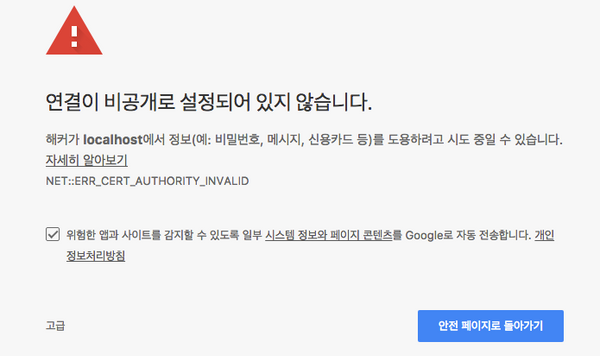 연결이 비공개로 설정되어 있지 않습니다.
해커가 localhost에서 정보(예: 비밀번호, 메시지, 신용카드 등)를 도용하려고 시도 중일 수 있습니다.
자세히 알아보기
NET::ERR_CERT_AUTHORITY_INVALID
위험한 앱과 사이트를 감지할 수 있도록 일부 시스템 정보와 페이지 콘텐츠를 Google로 자동 전송합니다. 개인
정보처리방침
고급
안전 페이지로 돌아가기